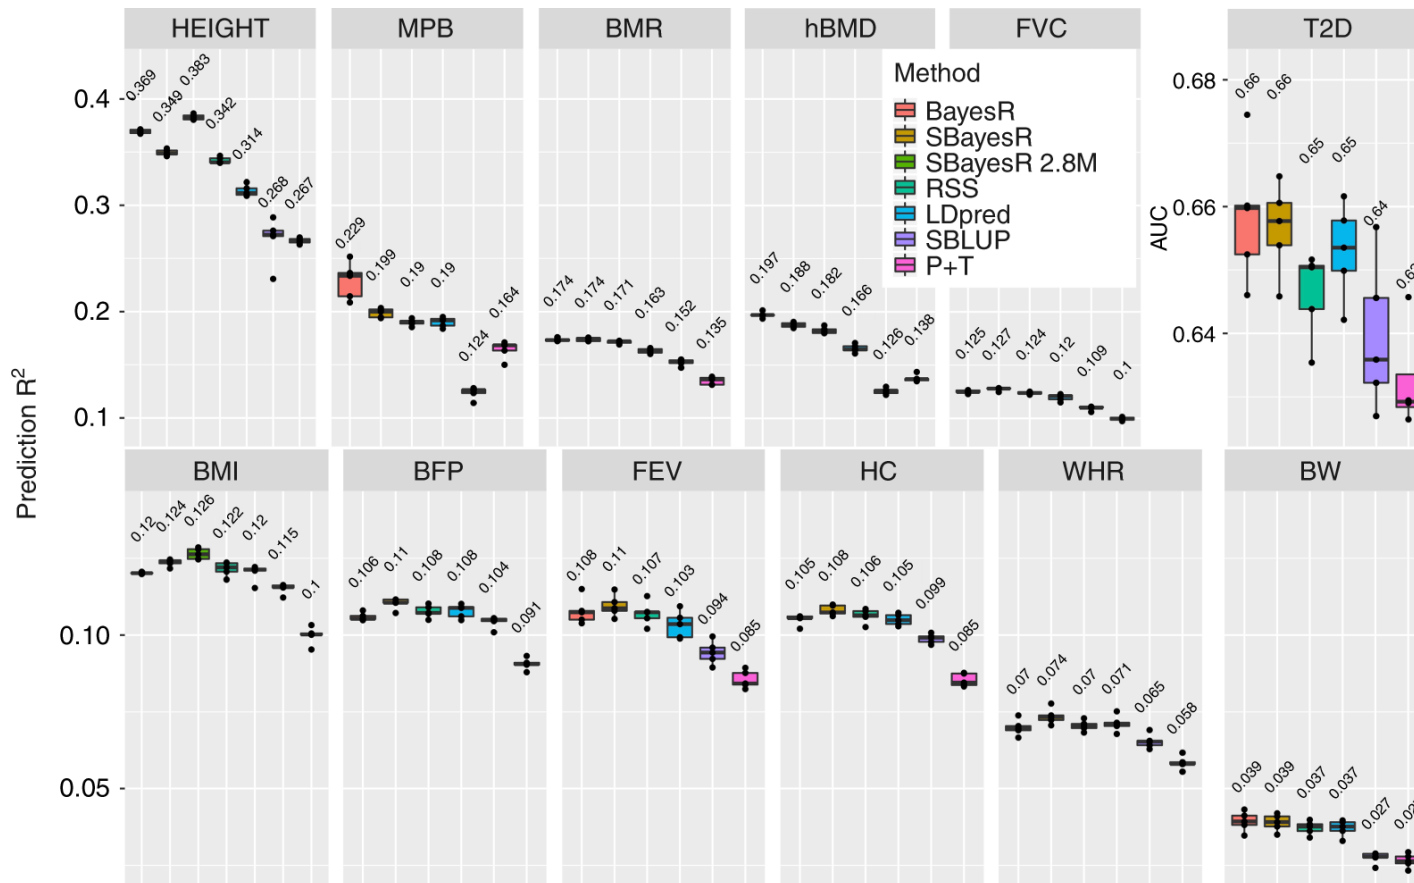 HEIGHT MPB BMR hBMD FVC T2D
0.4
0.3
0.2
0.1
0.369 0.349 0.383 0.342 0.314 0.268 0.267
0.229 0.199 0.19 0.19 0.124 0.164
0.174 0.174 0.171 0.163 0.152 0.135
0.197 0.188 0.182 0.166 0.126 0.138
0.125 0.127 0.124 0.12 0.109 0.1
Method
BayesR
SBayesR
SBayesR 2.8M
RSS
LDpred
SBLUP
P+T
AUC
0.68
0.66
0.64
0.66 0.66 0.65 0.65 0.64
Prediction R²
BMI BFP FEV HC WHR BW
0.10
0.05
0.12 0.124 0.126 0.122 0.12 0.115 0.1
0.106 0.11 0.108 0.108 0.104 0.091
0.108 0.11 0.107 0.103 0.094 0.085
0.105 0.108 0.106 0.105 0.099 0.085
0.07 0.074 0.07 0.071 0.065 0.058
0.039 0.039 0.037 0.037 0.027